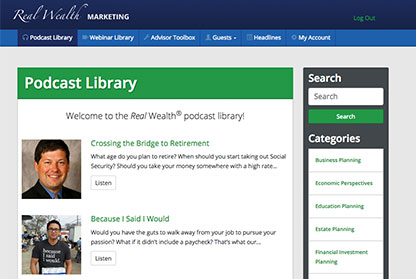 Real Wealth MARKETING
Log Out
Podcast Library
Webinar Library
Advisor Toolbox
Guests
Headlines
My Account
Podcast Library
Welcome to the Real Wealth® podcast library!
Crossing the Bridge to Retirement
What age do you plan to retire? When should you start taking out Social
Security? Should you take your money somewhere with a high rate...
Listen
Because I Said I Would
Would you have the guts to walk away from your job to pursue your
passion? What if it didn't include a paycheck? That's what our...
Listen
because
i said
i would.
Search
Search
Search
Categories
Business Planning
Economic Perspectives
Education Planning
Estate Planning
Financial Investment
Planning